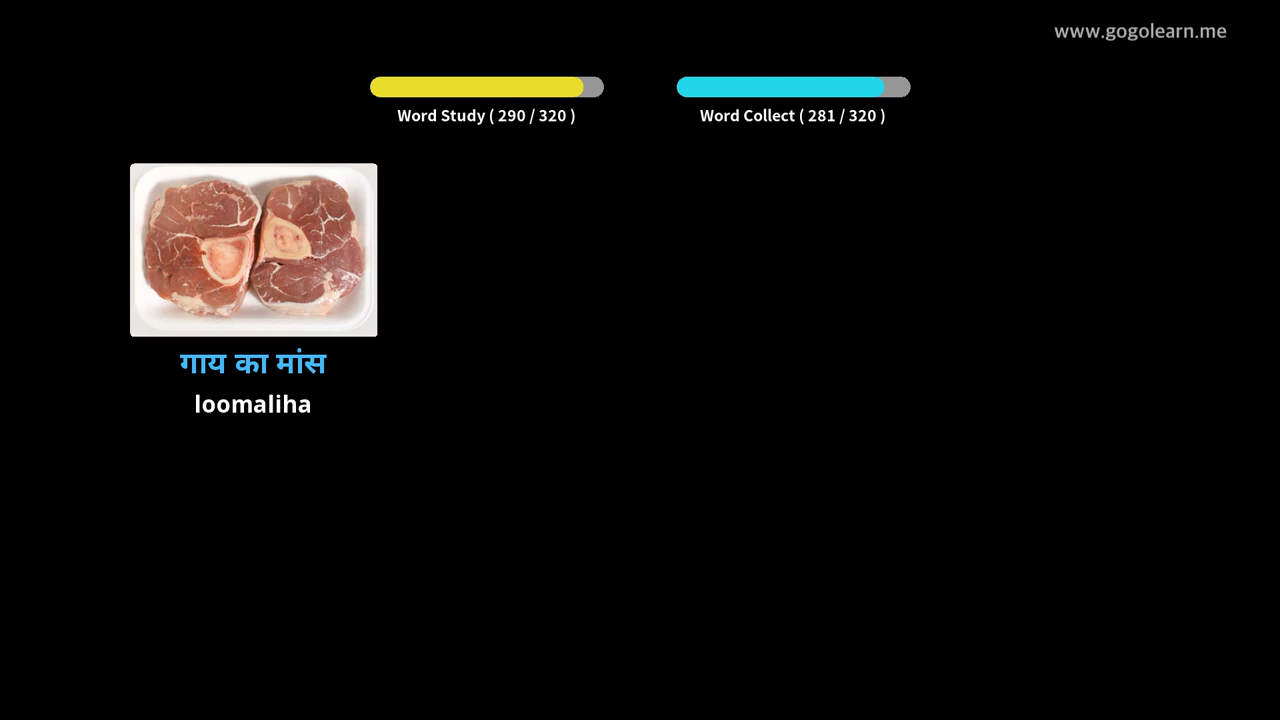 www.gogolearn.me
Word Study ( 290 / 320 )
Word Collect ( 281 / 320 )
गाय का मांस
loomaliha